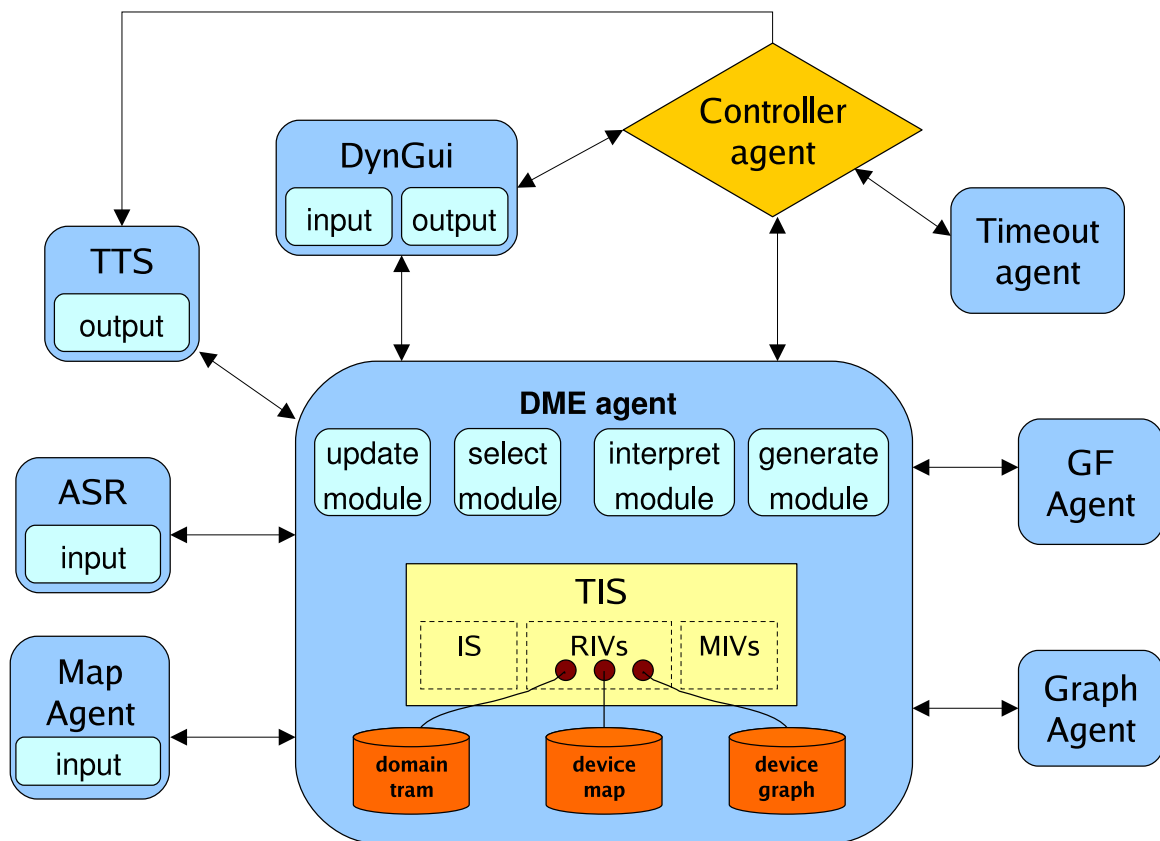 Controller
agent
DynGui
input
output
Timeout
agent
TTS
output
DME agent
update
module
select
module
interpret
module
generate
module
ASR
input
GF
Agent
TIS
IS
RIVs
MIVs
Map
Agent
input
Graph
Agent
domain
tram
device
map
device
graph